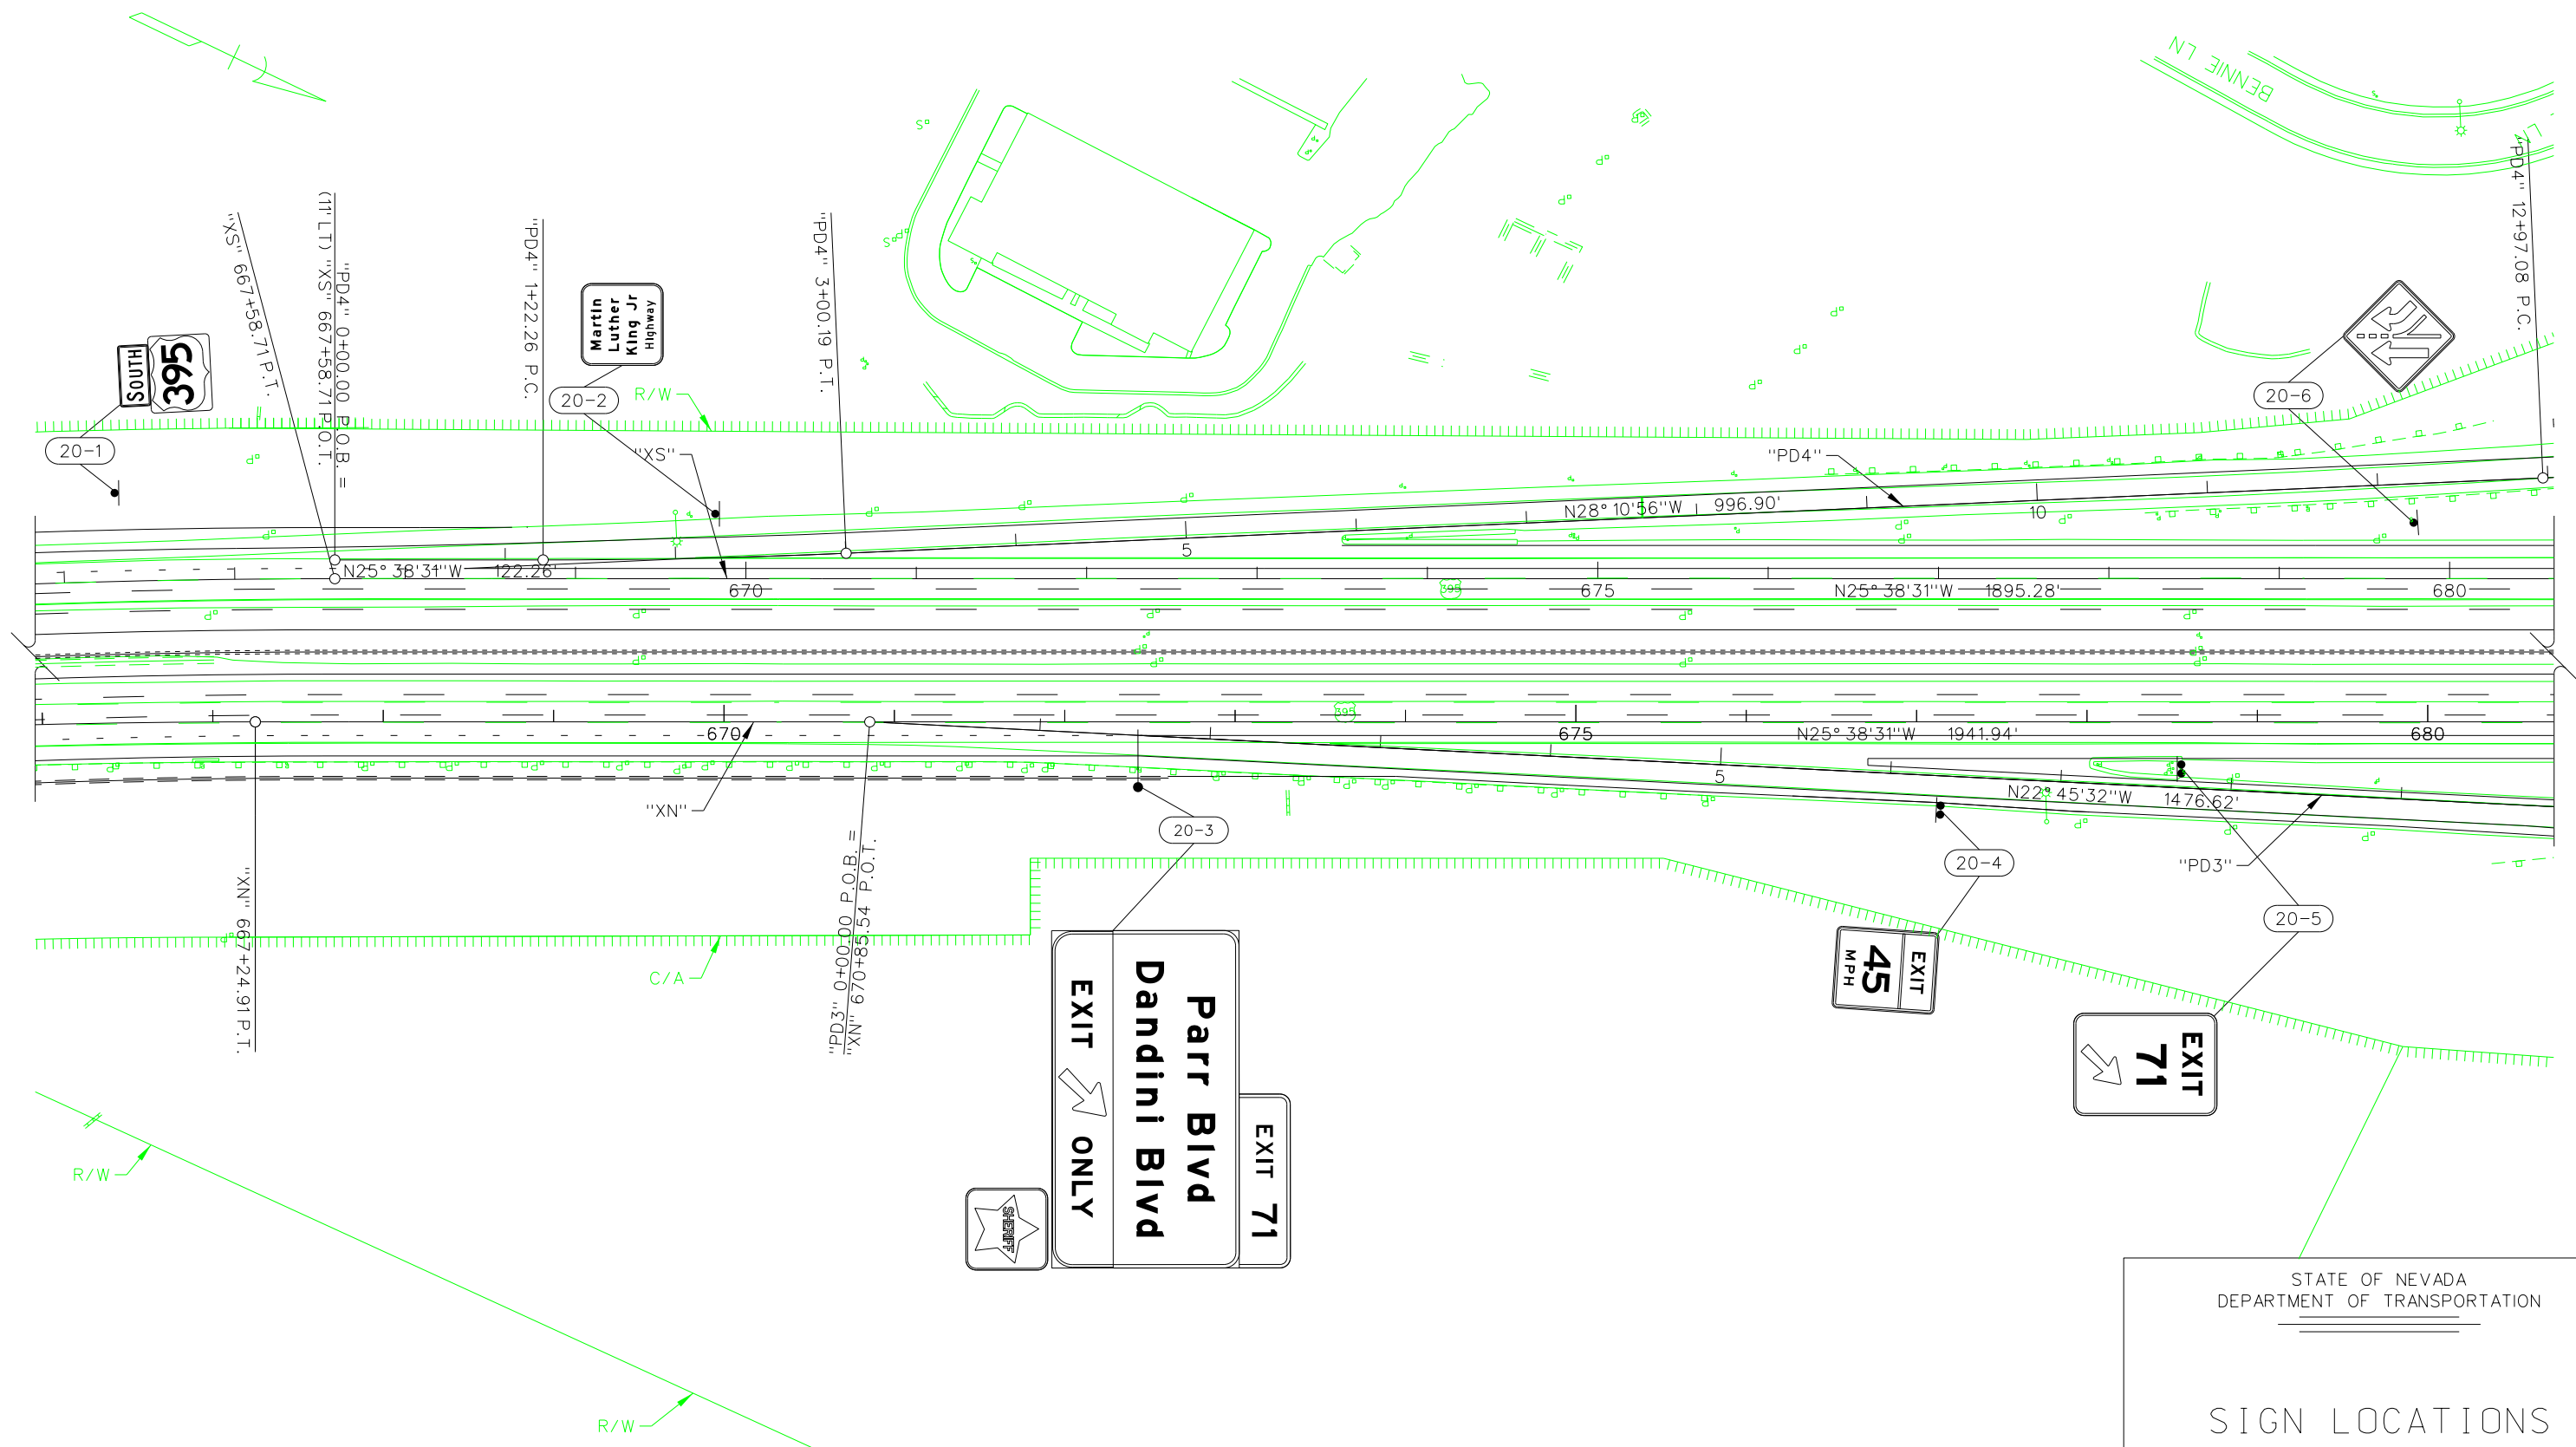 BENNIE LN
"XS" 667+58.71 P.T.
"PD4" 0+00.00 P.O.B. =
(11' LT) "XS" 667+58.71 P.O.T.
"PD4" 1+22.26 P.C.
"PD4" 3+00.19 P.T.
"PD4" 12+97.08 P.C.
SOUTH
395
20-1
Martin
Luther
King Jr
Highway
20-2
R/W
"XS"
"PD4"
20-6
N28°10'56"W 996.90'
5
10
N25°38'31"W 122.26'
670
395
675
N25°38'31"W 1895.28'
680
395
670
675
N25°38'31"W 1941.94'
680
5
N22°45'32"W 1476.62'
"XN"
20-3
20-4
"PD3"
20-5
"XN" 667+24.91 P.T.
"PD3" 0+00.00 P.O.B. =
"XN" 670+85.54 P.O.T.
C/A
EXIT 71
Parr Blvd
Dandini Blvd
EXIT ONLY
SHERIFF
EXIT
45
MPH
EXIT
71
R/W
R/W
STATE OF NEVADA
DEPARTMENT OF TRANSPORTATION
SIGN LOCATIONS